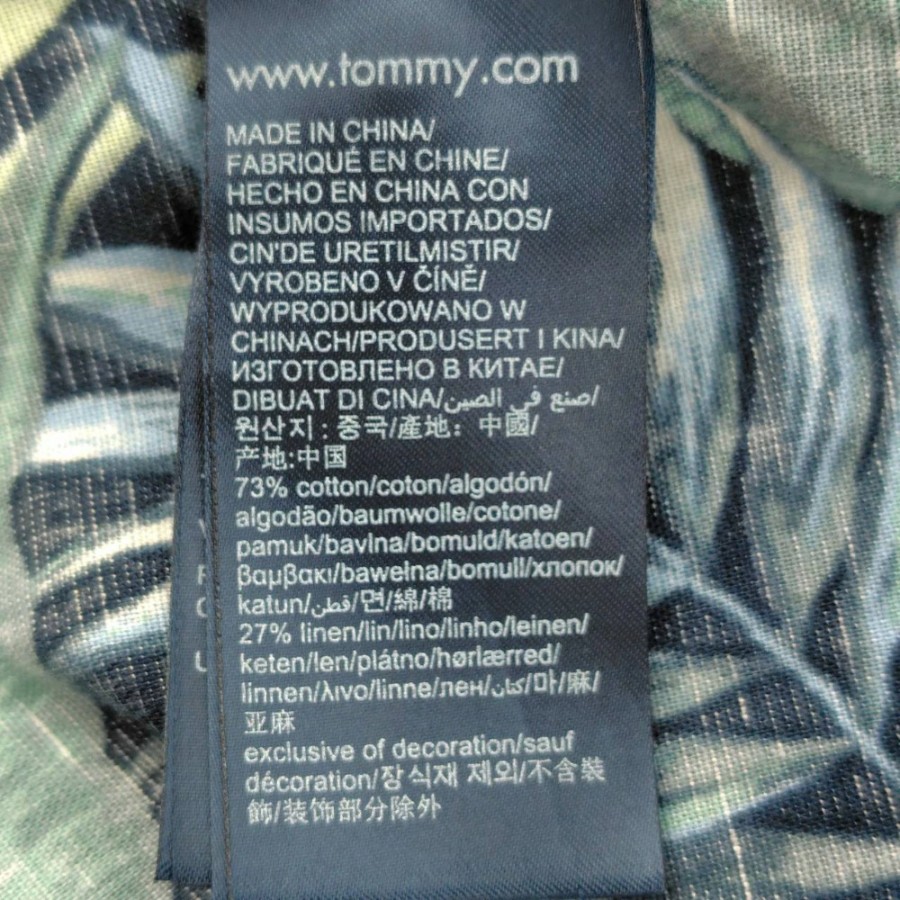 www.tommy.com
MADE IN CHINA/
FABRIQUÉ EN CHINE/
HECHO EN CHINA CON
INSUMOS IMPORTADOS/
CIN'DE URETILMISTIR/
VYROBENO V ČÍNĚ/
WYPRODUKOWANO W
CHINACH/PRODUSERT I KINA/
ИЗГОТОВЛЕНО В КИТАЕ/
DIBUAT DI CINA/صنع في الصين/
원산지 : 중국/產地: 中國/
产地:中国
73% cotton/coton/algodón/
algodão/baumwolle/cotone/
pamuk/bavlna/bomuld/katoen/
βαμβακι/bawełna/bomull/хлопок/
katun/قطن/면/綿/棉
27% linen/lin/lino/linho/leinen/
keten/len/plátno/hørlærred/
linnen/λινο/linne/лен/كتان/마/麻/
亚麻
exclusive of decoration/sauf
décoration/장식재 제외/不含裝
飾/装饰部分除外